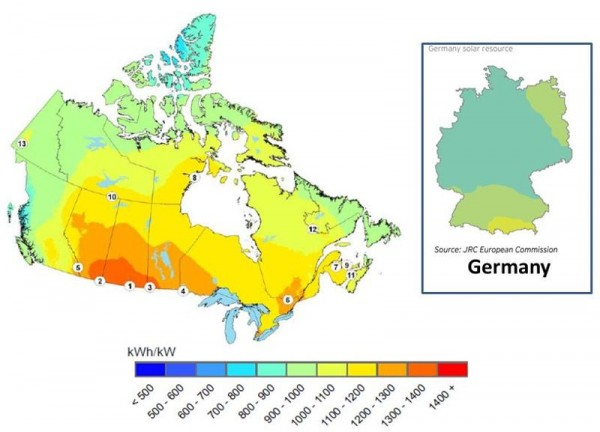 Germany solar resource
13
8
10
12
5
7
9
11
2
1
3
4
6
Source: JRC European Commission
Germany
kWh/kW
< 500
500 - 600
600 - 700
700 - 800
800 - 900
900 - 1000
1000 - 1100
1100 - 1200
1200 - 1300
1300 - 1400
1400 +